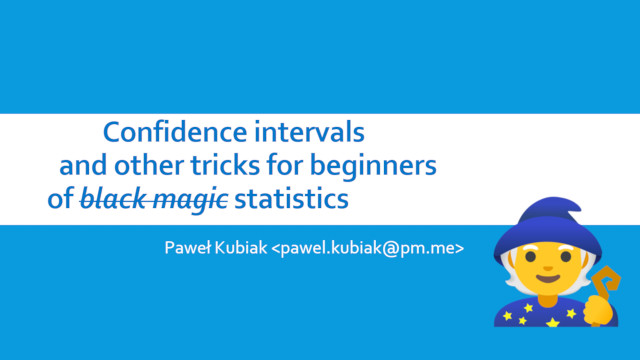 Confidence intervals
and other tricks for beginners
of black magic statistics
Paweł Kubiak <pawel.kubiak@pm.me>